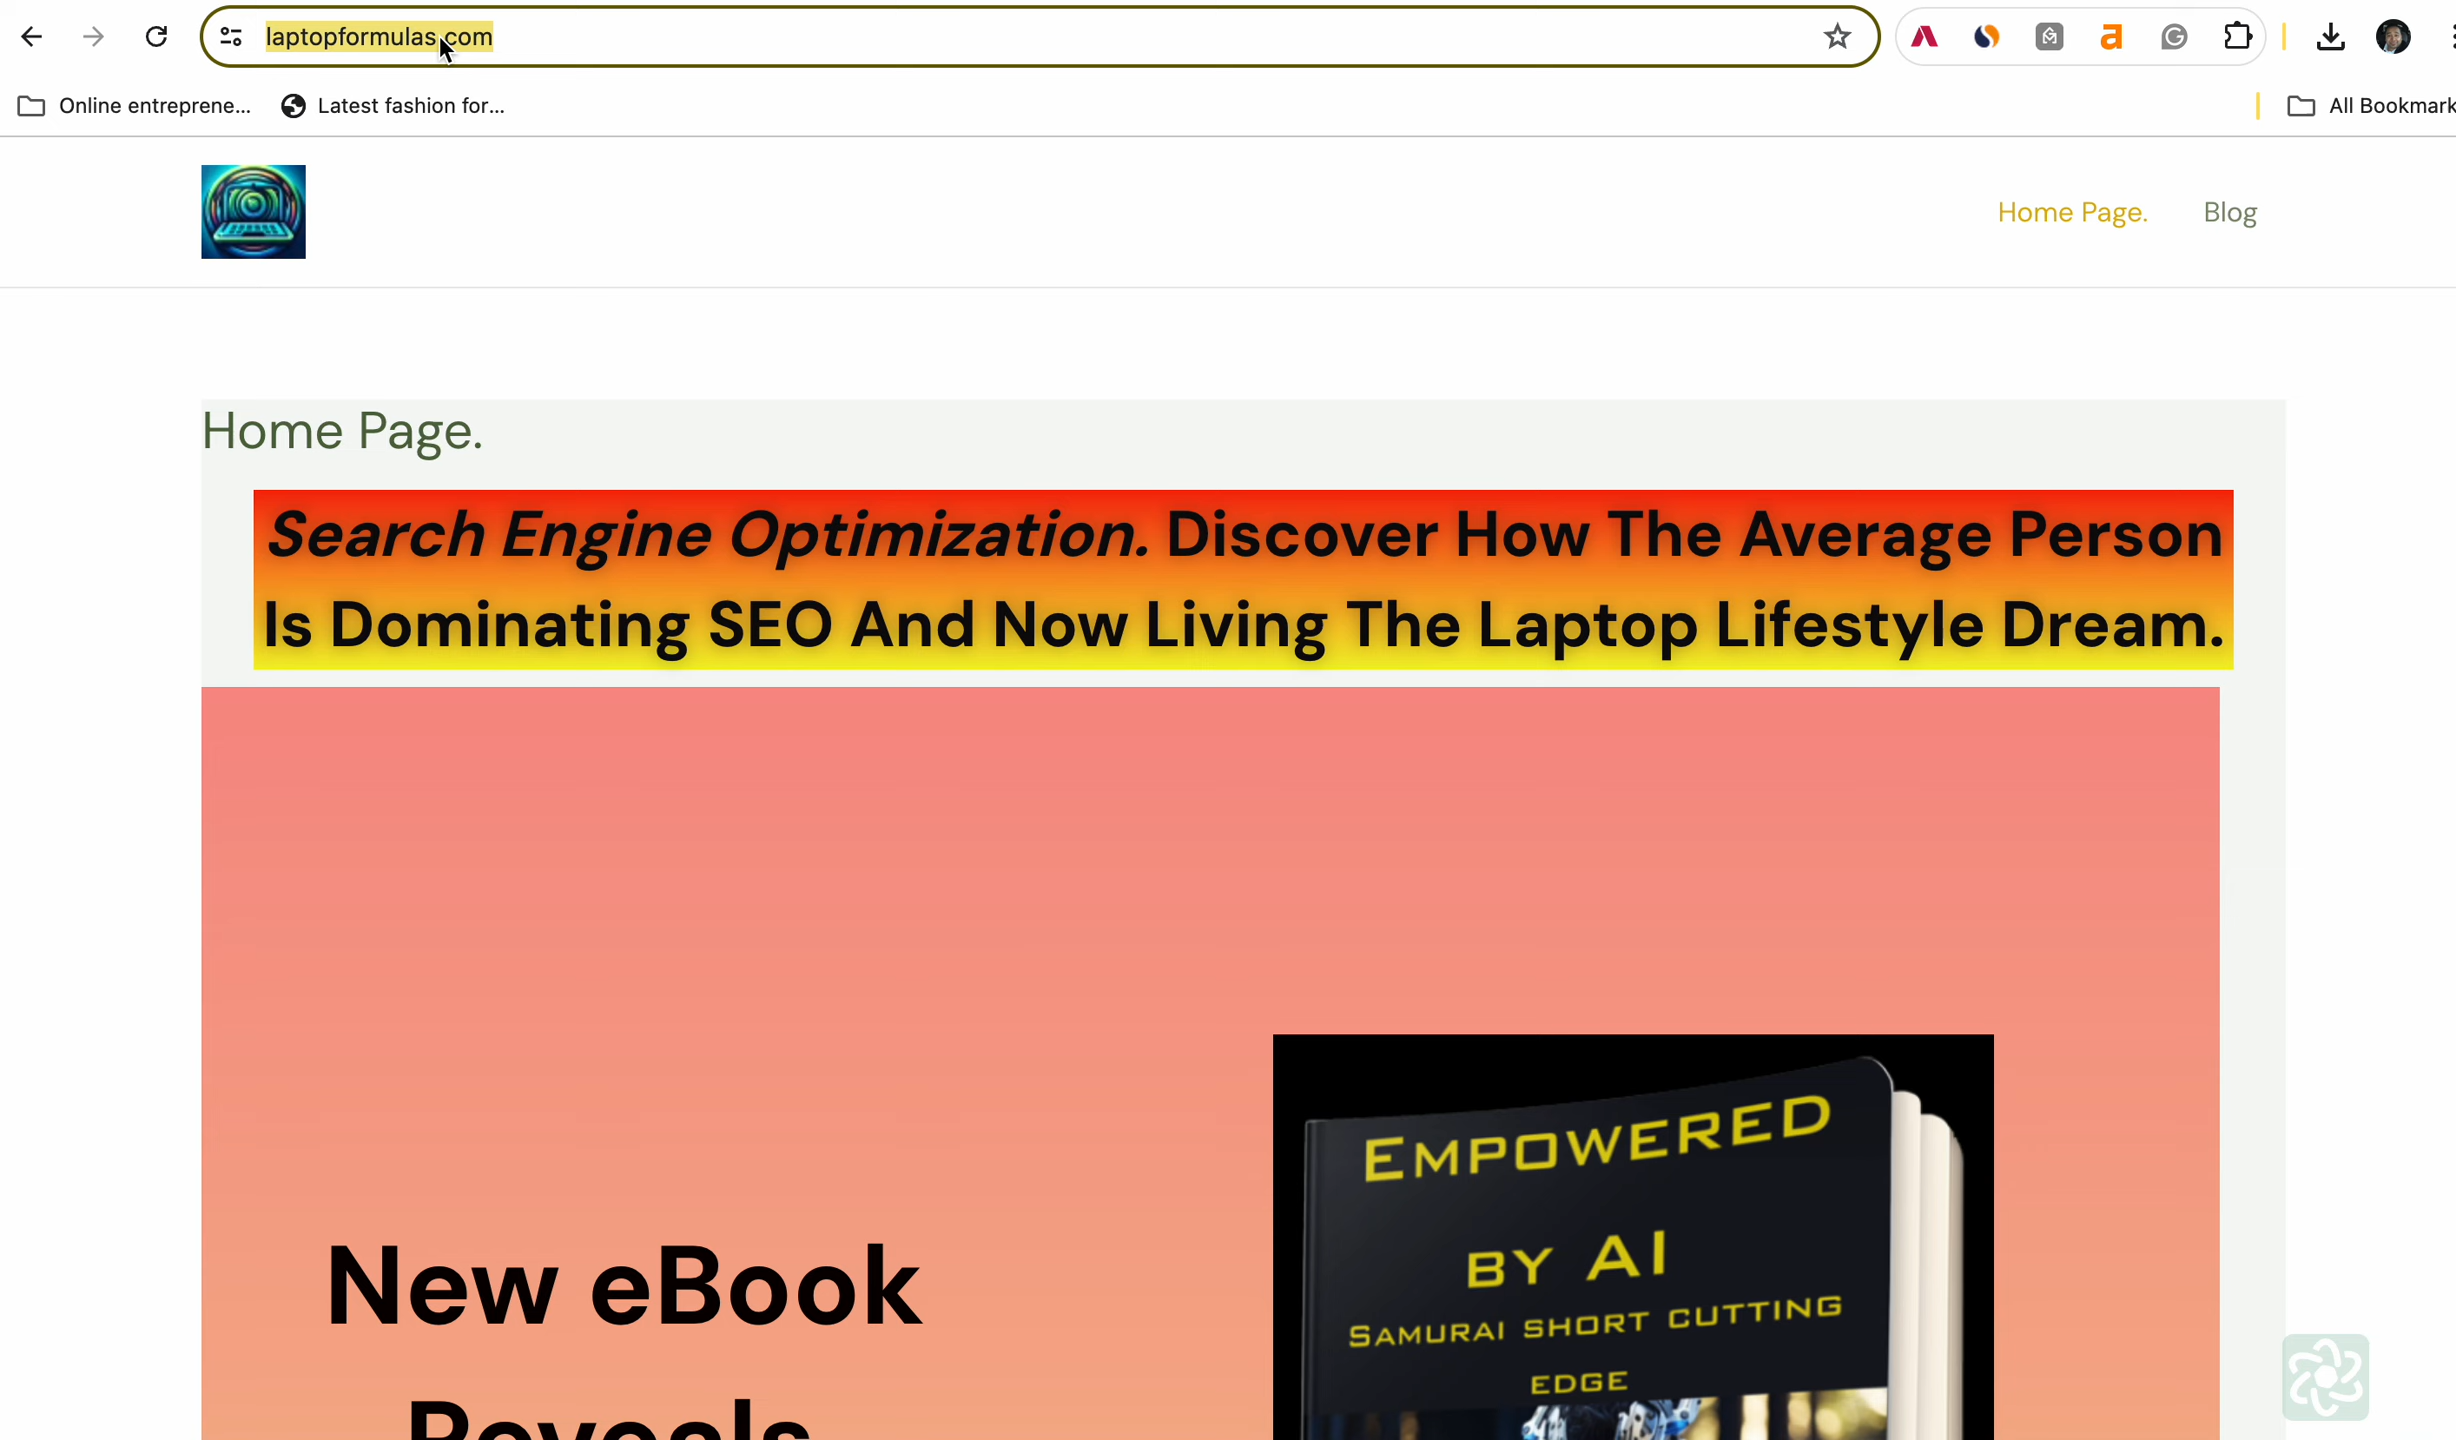 laptopformulas.com
Online entreprene...
Latest fashion for...
All Bookmark
Home Page.
Blog
Home Page.
Search Engine Optimization. Discover How The Average Person
Is Dominating SEO And Now Living The Laptop Lifestyle Dream.
New eBook
Reveals
EMPOWERED
BY AI
SAMURAI SHORT CUTTING
EDGE